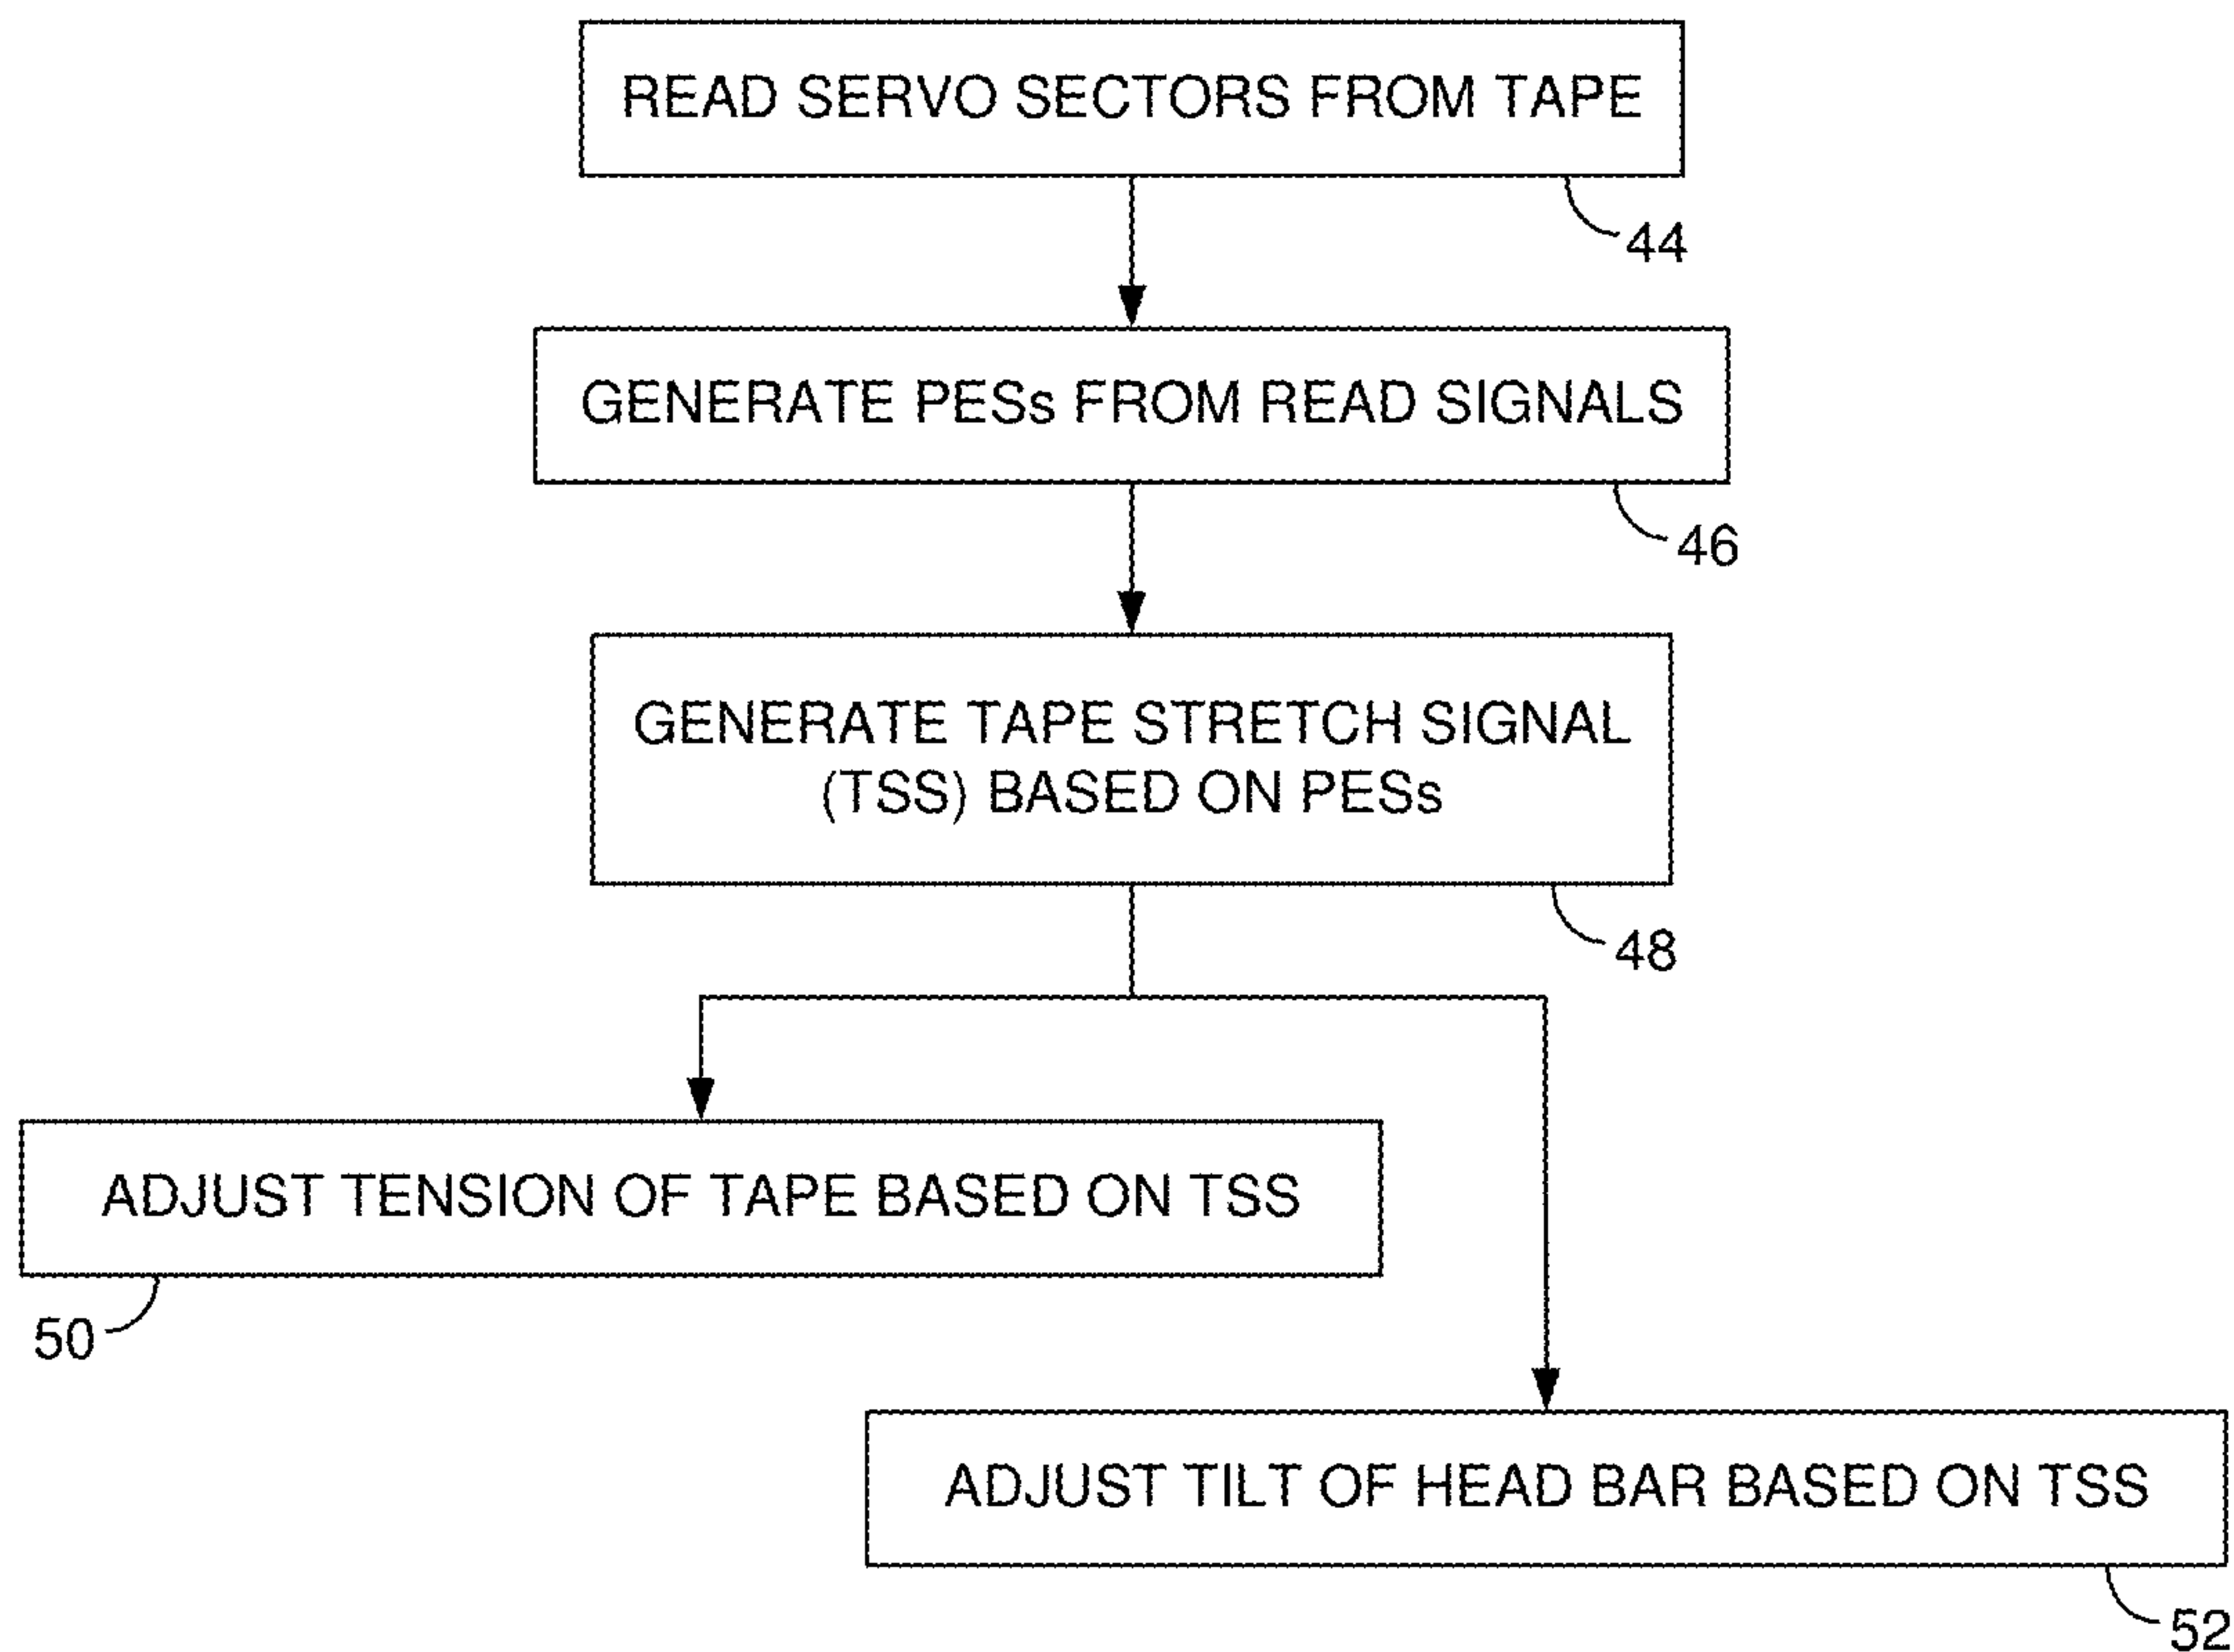 READ SERVO SECTORS FROM TAPE
44
GENERATE PESs FROM READ SIGNALS
46
GENERATE TAPE STRETCH SIGNAL
(TSS) BASED ON PESs
48
ADJUST TENSION OF TAPE BASED ON TSS
50
ADJUST TILT OF HEAD BAR BASED ON TSS
52